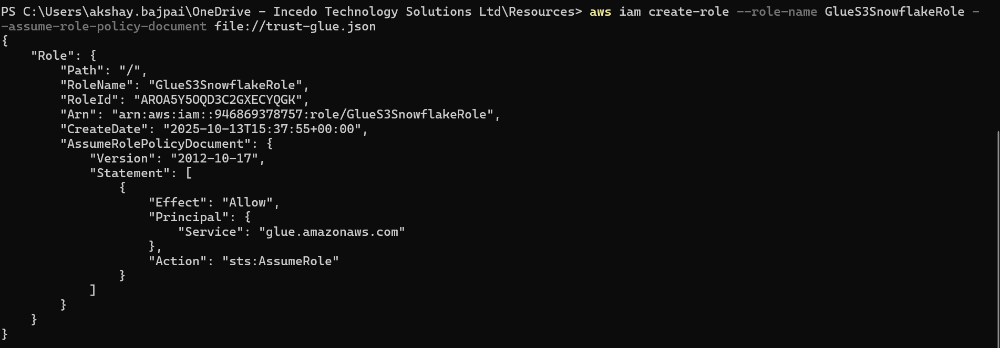 PS C:\Users\akshay.bajpai\OneDrive - Incedo Technology Solutions Ltd\Resources> aws iam create-role --role-name GlueS3SnowflakeRole -
-assume-role-policy-document file://trust-glue.json
{
    "Role": {
        "Path": "/",
        "RoleName": "GlueS3SnowflakeRole",
        "RoleId": "AROA5Y5OQD3C2GXECYQGK",
        "Arn": "arn:aws:iam::946869378757:role/GlueS3SnowflakeRole",
        "CreateDate": "2025-10-13T15:37:55+00:00",
        "AssumeRolePolicyDocument": {
            "Version": "2012-10-17",
            "Statement": [
                {
                    "Effect": "Allow",
                    "Principal": {
                        "Service": "glue.amazonaws.com"
                    },
                    "Action": "sts:AssumeRole"
                }
            ]
        }
    }
}